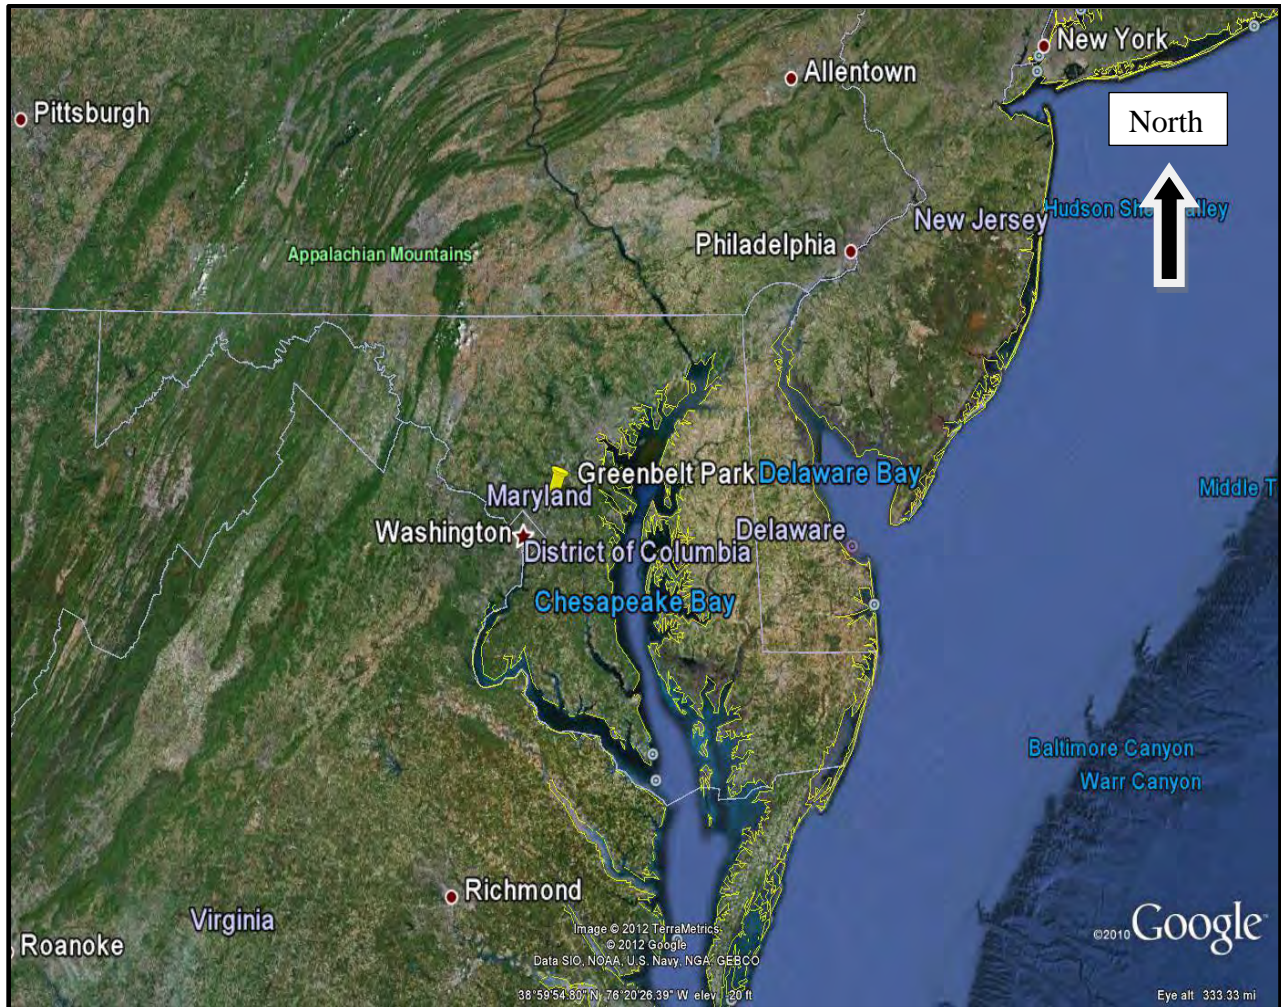 New York
Allentown
Pittsburgh
North
Hudson She alley
New Jersey
Philadelphia
Appalachian Mountains
Greenbelt Park
Delaware Bay
Middle T
Maryland
Washington
Delaware
District of Columbia
Chesapeake Bay
Baltimore Canyon
Warr Canyon
Richmond
Virginia
Roanoke
Image © 2012 TerraMetrics
© 2012 Google
Data SIO, NOAA, U.S. Navy, NGA, GEBCO
©2010 Google™
38°59'54.80" N 76°20'26.39" W elev -20 ft
Eye alt 333.33 mi